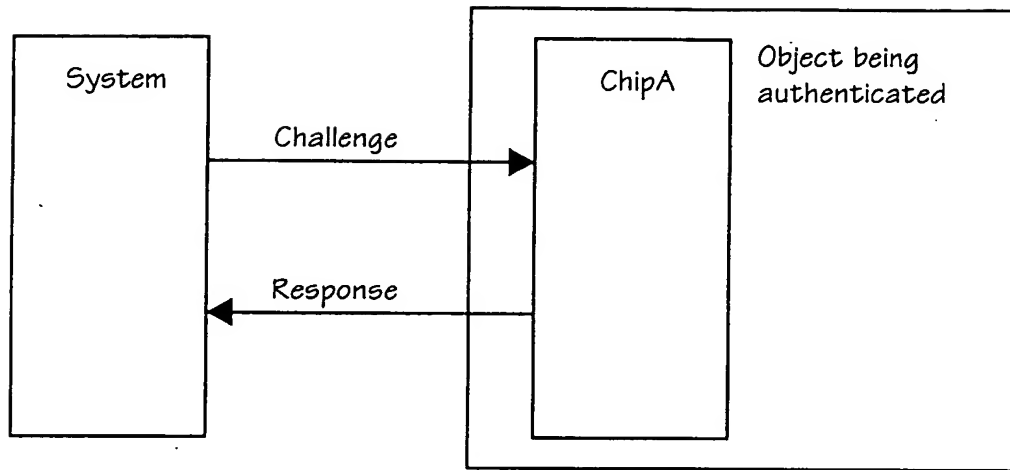 System
ChipA
Object being
authenticated
Challenge
Response